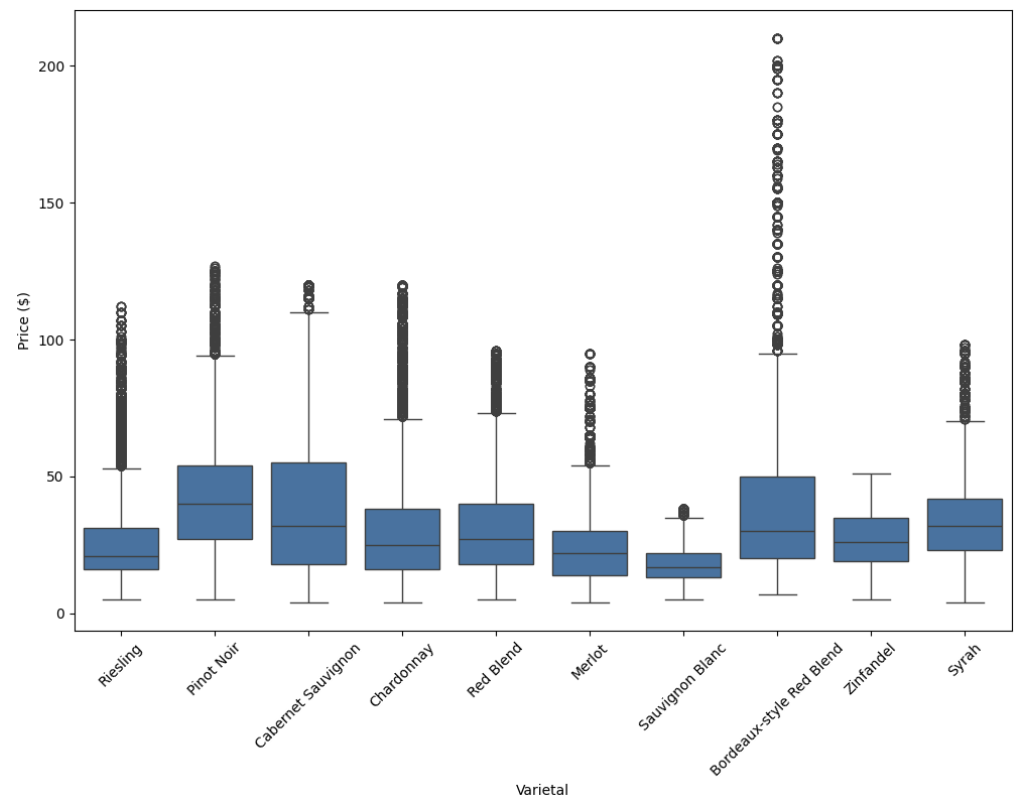 Price ($)
200
150
100
50
0
Riesling
Pinot Noir
Cabernet Sauvignon
Chardonnay
Red Blend
Merlot
Sauvignon Blanc
Bordeaux-style Red Blend
Zinfandel
Syrah
Varietal